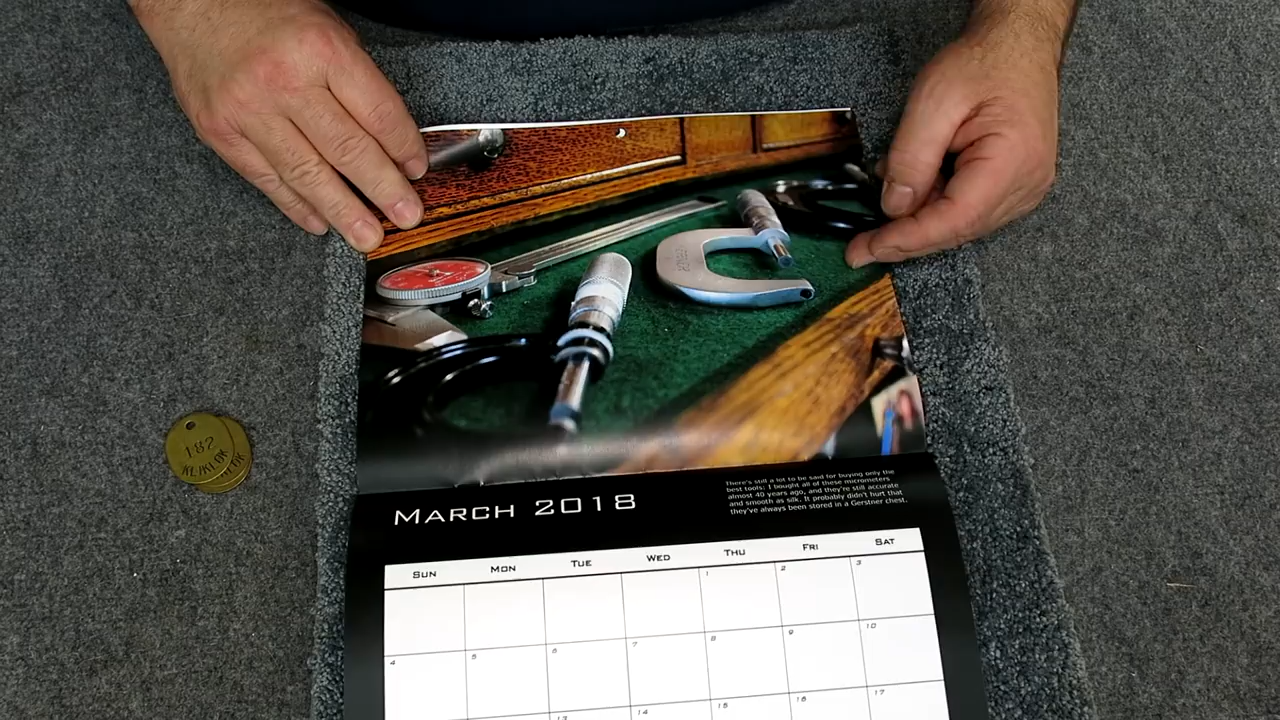 182
KLIKLOK
LOK
March 2018
There's still a lot to be said for buying only the
best tools: I bought all of these micrometers
almost 40 years ago, and they're still accurate
and smooth as silk. It probably didn't hurt that
they've always been stored in a Gerstner chest.
Sun Mon Tue Wed Thu Fri Sat
1 2 3
4 5 6 7 8 9 10
13 14 15 16 17